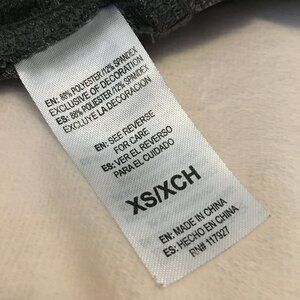 EN: 88% POLYESTER/12% SPANDEX
EXCLUSIVE OF DECORATION
ES: 88% POLYESTER/12% SPANDEX
EXCLUYE LA DECORACION
EN: SEE REVERSE
FOR CARE
ES: VER EL REVERSO
PARA EL CUIDADO
XS/XCH
EN: MADE IN CHINA
ES: HECHO EN CHINA
RN# 117927